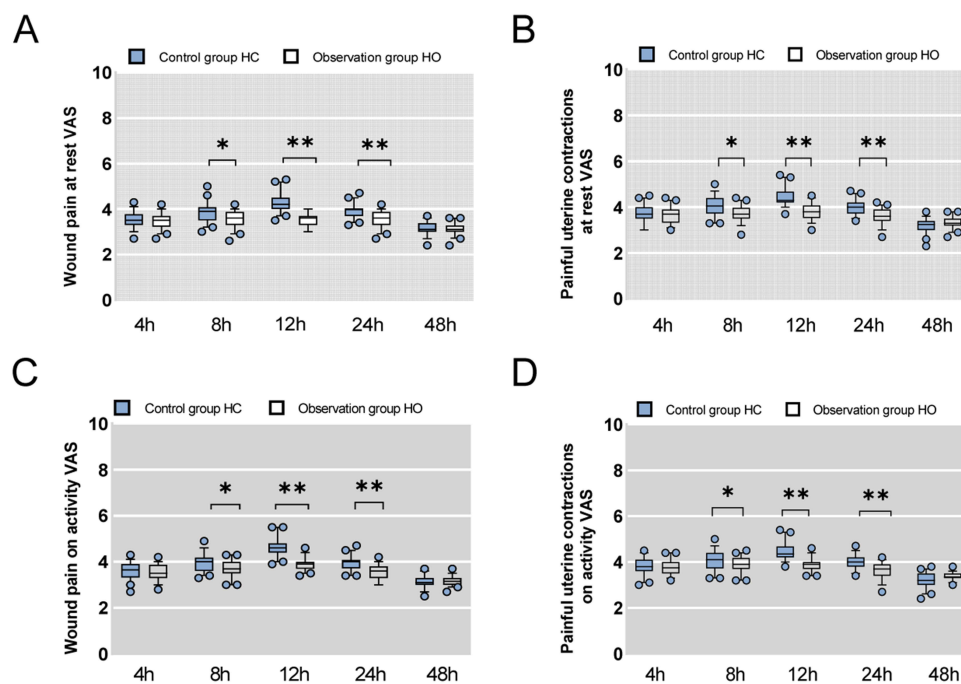 A
Control group HC Observation group HO
Wound pain at rest VAS
10
8
6
4
2
0
* ** **
4h 8h 12h 24h 48h
B
Control group HC Observation group HO
Painful uterine contractions
at rest VAS
10
8
6
4
2
0
* ** **
4h 8h 12h 24h 48h
C
Control group HC Observation group HO
Wound pain on activity VAS
10
8
6
4
2
0
* ** **
4h 8h 12h 24h 48h
D
Control group HC Observation group HO
Painful uterine contractions
on activity VAS
10
8
6
4
2
0
* ** **
4h 8h 12h 24h 48h